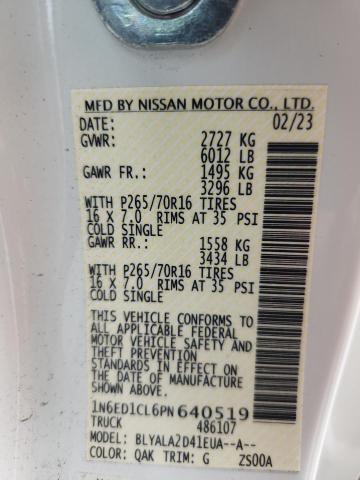 MFD BY NISSAN MOTOR CO., LTD.
DATE: 02/23
GVWR: 2727 KG
6012 LB
GAWR FR.: 1495 KG
3296 LB
WITH P265/70R16 TIRES
16 X 7.0 RIMS AT 35 PSI
COLD SINGLE
GAWR RR.: 1558 KG
3434 LB
WITH P265/70R16 TIRES
16 X 7.0 RIMS AT 35 PSI
COLD SINGLE
THIS VEHICLE CONFORMS TO
ALL APPLICABLE FEDERAL
MOTOR VEHICLE SAFETY AND
THEFT PREVENTION
STANDARDS IN EFFECT ON
THE DATE OF MANUFACTURE
SHOWN ABOVE.
1N6ED1CL6PN640519
TRUCK 486107
MODEL: BLYALA2D41EUA--A--
COLOR: QAK TRIM: G ZS00A